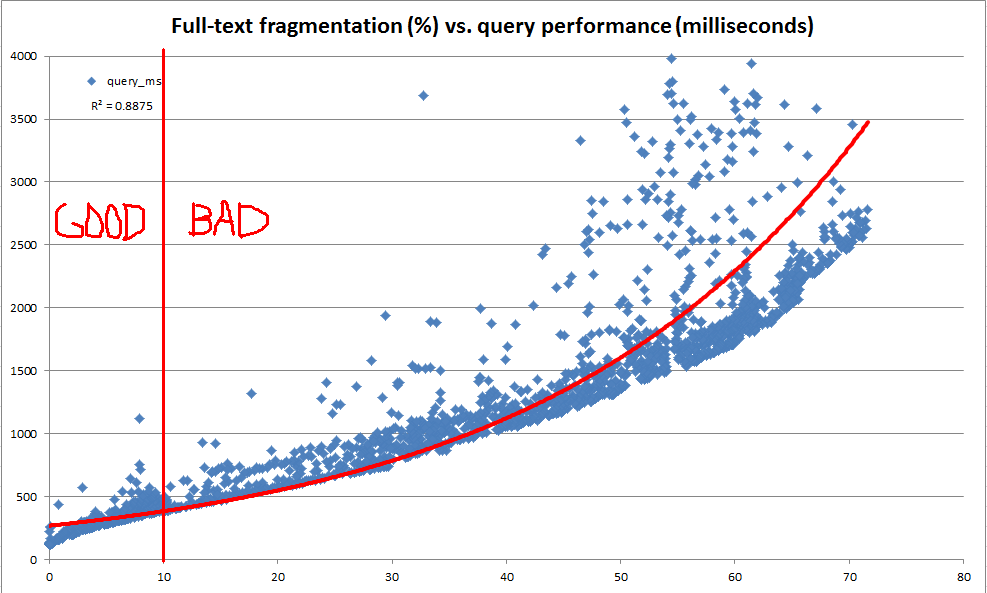 Full-text fragmentation (%) vs. query performance (milliseconds)
4000
query_ms
R² = 0.8875
3500
3000
GOOD BAD
2500
2000
1500
1000
500
0
0 10 20 30 40 50 60 70 80